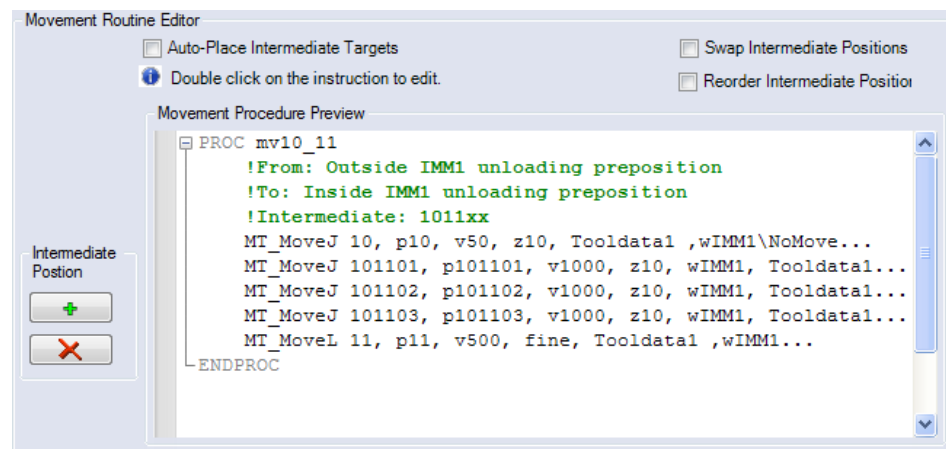 Movement Routine Editor
Auto-Place Intermediate Targets
Swap Intermediate Positions
Double click on the instruction to edit.
Reorder Intermediate Position
Movement Procedure Preview
PROC mv10_11
!From: Outside IMM1 unloading preposition
!To: Inside IMM1 unloading preposition
!Intermediate: 1011xx
MT_MoveJ 10, p10, v50, z10, Tooldata1 ,wIMM1\NoMove...
MT_MoveJ 101101, p101101, v1000, z10, wIMM1, Tooldata1...
MT_MoveJ 101102, p101102, v1000, z10, wIMM1, Tooldata1...
MT_MoveJ 101103, p101103, v1000, z10, wIMM1, Tooldata1...
MT_MoveL 11, p11, v500, fine, Tooldata1 ,wIMM1...
ENDPROC
Intermediate
Postion